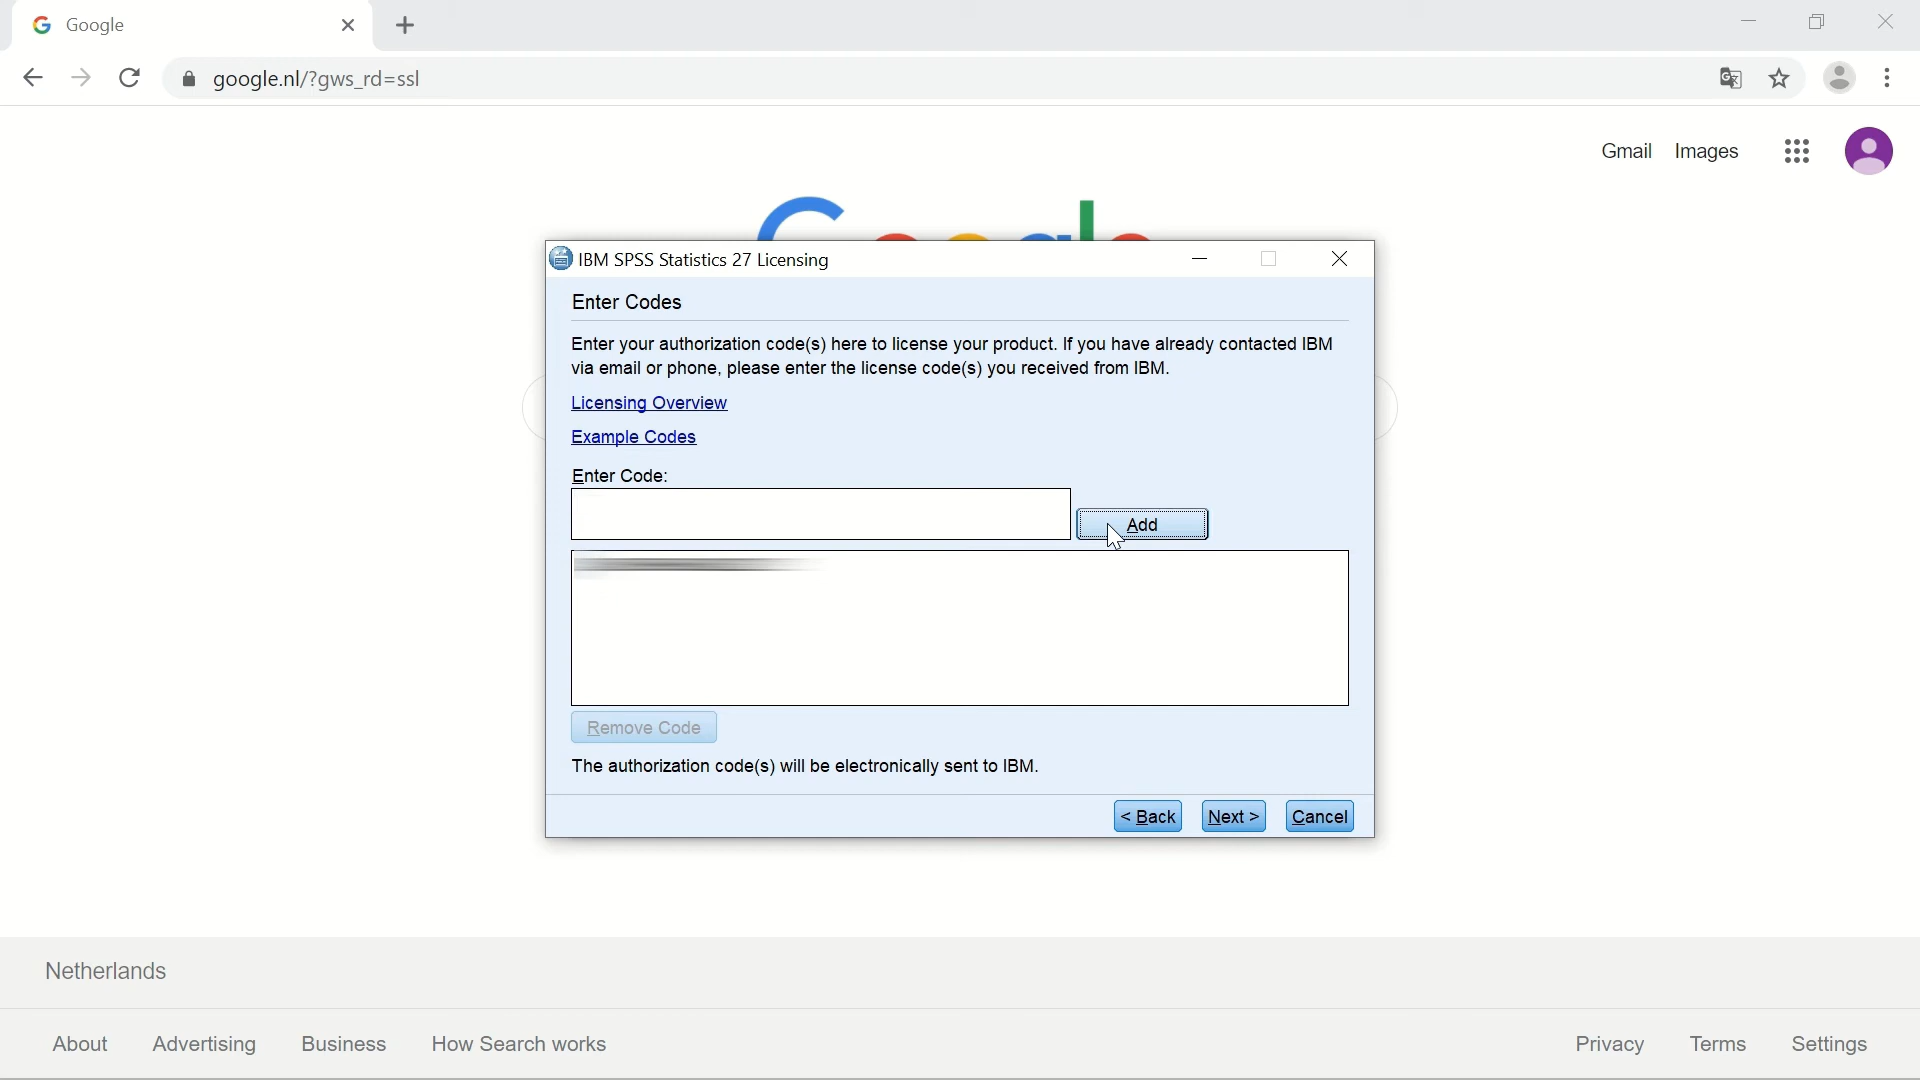 Google
google.nl/?gws_rd=ssl
Gmail Images
IBM SPSS Statistics 27 Licensing
Enter Codes
Enter your authorization code(s) here to license your product. If you have already contacted IBM
via email or phone, please enter the license code(s) you received from IBM.
Licensing Overview
Example Codes
Enter Code:
Add
Remove Code
The authorization code(s) will be electronically sent to IBM.
< Back Next > Cancel
Netherlands
About Advertising Business How Search works Privacy Terms Settings